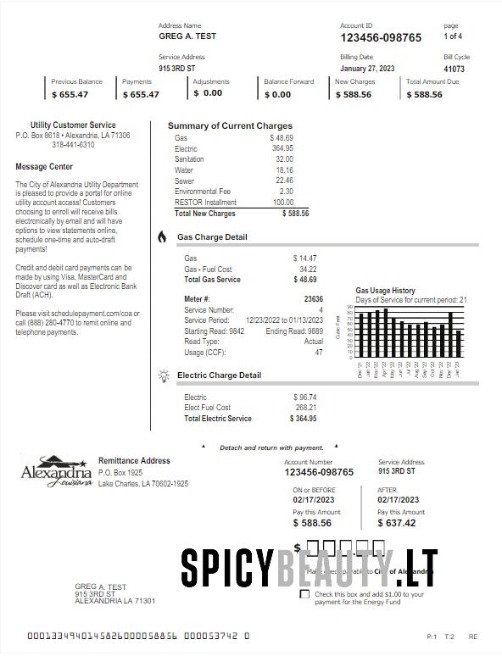 Address Name
GREG A. TEST
Account ID
123456-098765
page
1 of 4
Service Address
915 3RD ST
Billing Date
January 27, 2023
Bill Cycle
41073
Previous Balance
$ 655.47
Payments
$ 655.47
Adjustments
$ 0.00
Balance Forward
$ 0.00
New Charges
$ 588.56
Total Amount Due
$ 588.56
Utility Customer Service
P.O. Box 8618 • Alexandria, LA 71306
318-441-6310
Message Center
The City of Alexandria Utility Department
is pleased to provide a portal for online
utility account access! Customers
choosing to enroll will receive bills
electronically by email and will have
options to view statements online,
schedule one-time and auto-draft
payments!
Credit and debit card payments can be
made by using Visa, MasterCard and
Discover card as well as Electronic Bank
Draft (ACH).
Please visit schedulepayment.com/coa or
call (888) 280-4770 to remit online and
telephone payments.
Summary of Current Charges
Gas $ 48.69
Electric 364.95
Sanitation 32.00
Water 18.16
Sewer 22.46
Environmental Fee 2.30
RESTOR Installment 100.00
Total New Charges $ 588.56
Gas Charge Detail
Gas $ 14.47
Gas - Fuel Cost 34.22
Total Gas Service $ 48.69
Meter #: 23636
Service Number: 4
Service Period: 12/23/2022 to 01/13/2023
Starting Read: 9842 Ending Read: 9889
Read Type: Actual
Usage (CCF): 47
Gas Usage History
Days of Service for current period: 21
90
80
70
60
50
40
30
20
10
0
Electric Charge Detail
Electric $ 96.74
Elect Fuel Cost 268.21
Total Electric Service $ 364.95
* Detach and return with payment. *
Alexandria
Louisiana
Remittance Address
P.O. Box 1925
Lake Charles, LA 70602-1925
Account Number
123456-098765
Service Address
915 3RD ST
ON or BEFORE
02/17/2023
Pay this Amount
$ 588.56
AFTER
02/17/2023
Pay this Amount
$ 637.42
$
SPICYBEAUTY.LT
City of Alexandria
Check this box and add $1.00 to your
payment for the Energy Fund
GREG A. TEST
915 3RD ST
ALEXANDRIA LA 71301
0001334940145826000058856 000053742 0
P:1 T:2 RE